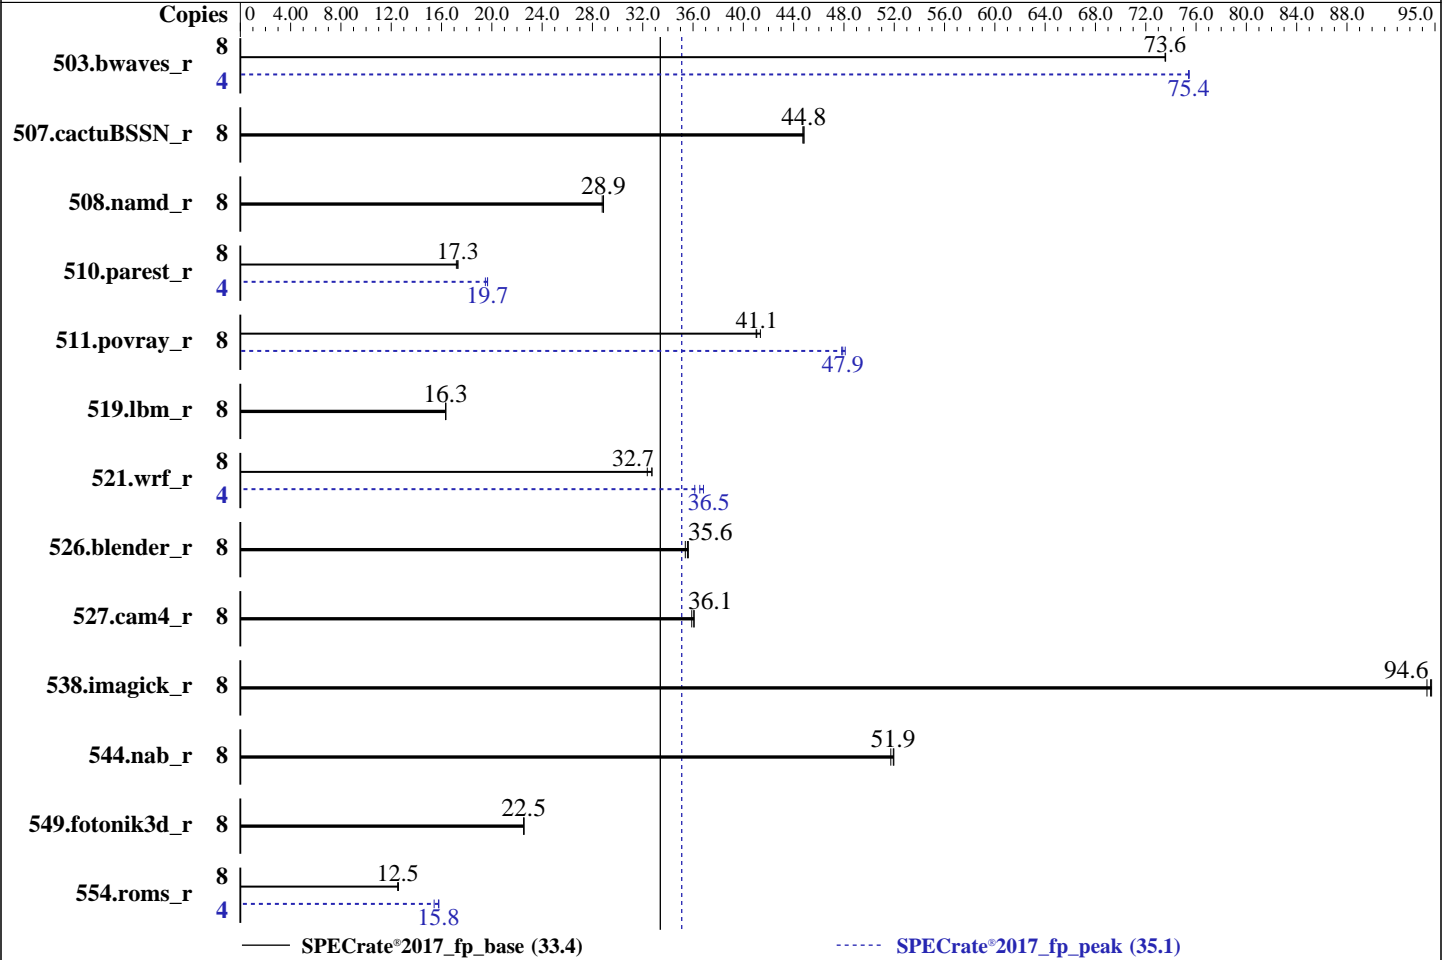 Copies 0 4.00 8.00 12.0 16.0 20.0 24.0 28.0 32.0 36.0 40.0 44.0 48.0 52.0 56.0 60.0 64.0 68.0 72.0 76.0 80.0 84.0 88.0 95.0
503.bwaves_r 8 73.6
4 75.4
507.cactuBSSN_r 8 44.8
508.namd_r 8 28.9
510.parest_r 8 17.3
4 19.7
511.povray_r 8 41.1
47.9
519.lbm_r 8 16.3
521.wrf_r 8 32.7
4 36.5
526.blender_r 8 35.6
527.cam4_r 8 36.1
538.imagick_r 8 94.6
544.nab_r 8 51.9
549.fotonik3d_r 8 22.5
554.roms_r 8 12.5
4 15.8
SPECrate®2017_fp_base (33.4) SPECrate®2017_fp_peak (35.1)